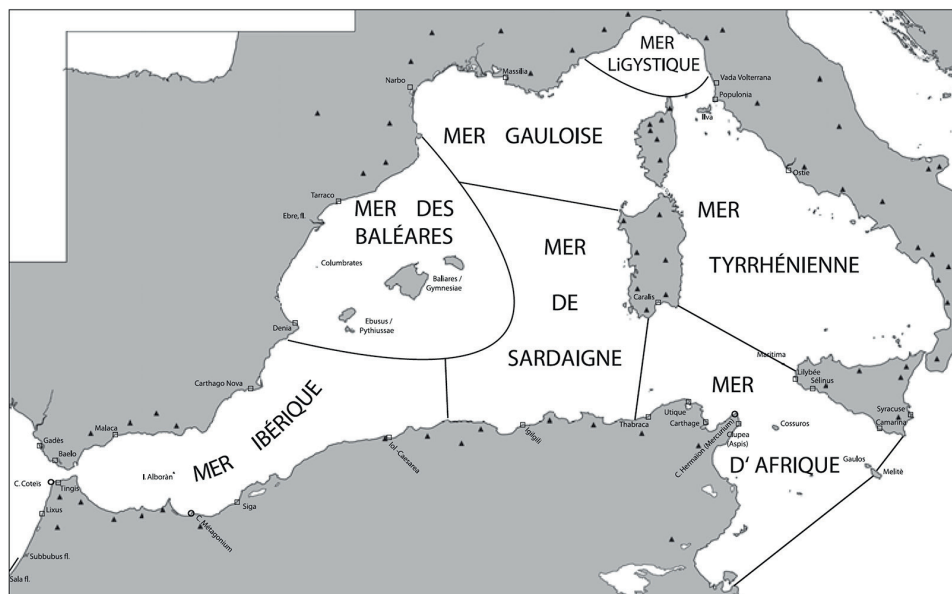 MER
LiGYSTIQUE
Massilia
Narbo
Vada Volterrana
Populonia
Ilva
MER GAULOISE
Ostie
Tarraco
Ebre, fl.
MER DES
BALÉARES
MER
TYRRHÉNIENNE
MER
DE
SARDAIGNE
Columbrates
Baliares /
Gymnesiae
Ebusus /
Pythiussae
Denia
Caralis
Maritima
Lilybée
Sélinus
Syracuse
Camarina
Carthago Nova
MER IBÉRIQUE
MER
D' AFRIQUE
Utique
Carthage
Thabraca
C. Hermaïon (Mercurium)
Clupea
(Aspis)
Cossuros
Gaulos
Melitè
Igilgili
Iol-Caesarea
Malaca
Gadès
Baelo
C. Coteis
Tingis
Lixus
I. Alborán
C. Métagonium
Siga
Subbubus fl.
Sala fl.